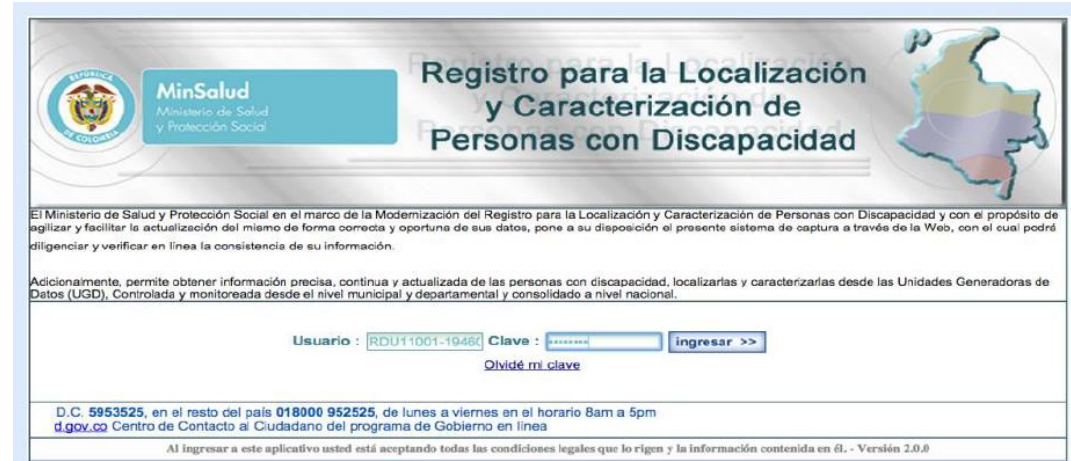 REPÚBLICA
DE COLOMBIA
MinSalud
Ministerio de Salud
y Protección Social
Registro para la Localización
y Caracterización de
Personas con Discapacidad
El Ministerio de Salud y Protección Social en el marco de la Modernización del Registro para la Localización y Caracterización de Personas con Discapacidad y con el propósito de
agilizar y facilitar la actualización del mismo de forma correcta y oportuna de sus datos, pone a su disposición el presente sistema de captura a través de la Web, con el cual podrá
diligenciar y verificar en línea la consistencia de su información.
Adicionalmente, permite obtener información precisa, continua y actualizada de las personas con discapacidad, localizarlas y caracterizarlas desde las Unidades Generadoras de
Datos (UGD), Controlada y monitoreada desde el nivel municipal y departamental y consolidado a nivel nacional.
Usuario : RDU11001-19460 Clave : ******** ingresar >>
Olvidé mi clave
D.C. 5953525, en el resto del país 018000 952525, de lunes a viernes en el horario 8am a 5pm
d.gov.co Centro de Contacto al Ciudadano del programa de Gobierno en línea
Al ingresar a este aplicativo usted está aceptando todas las condiciones legales que lo rigen y la información contenida en él. - Versión 2.0.0